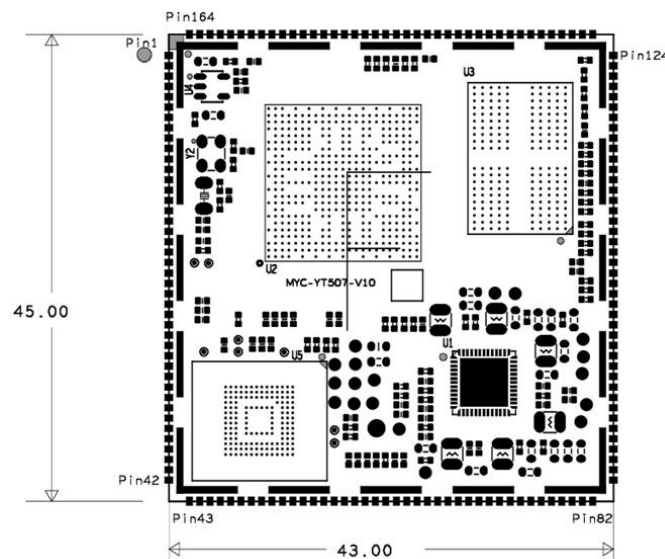 Pin164
Pin1
Pin124
U3
U4
Y2
U2
MYC-YT507-V10
45.00
U1
U5
Pin42
Pin43
Pin82
43.00